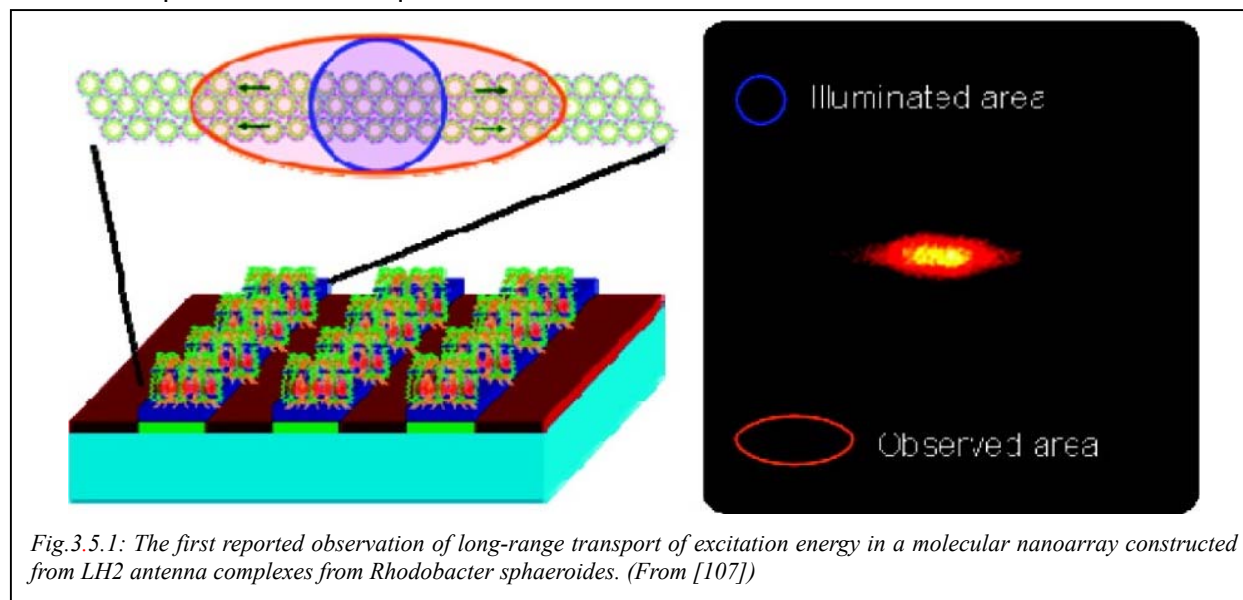 Illuminated area
Observed area
Fig.3.5.1: The first reported observation of long-range transport of excitation energy in a molecular nanoarray constructed
from LH2 antenna complexes from Rhodobacter sphaeroides. (From [107])